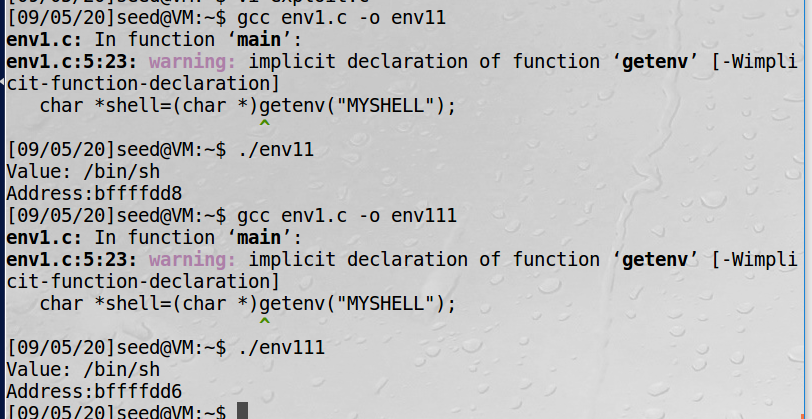 [09/05/20]seed@VM:~$ gcc env1.c -o env11
env1.c: In function ‘main’:
env1.c:5:23: warning: implicit declaration of function ‘getenv’ [-Wimpli
cit-function-declaration]
   char *shell=(char *)getenv("MYSHELL");
                       ^
[09/05/20]seed@VM:~$ ./env11
Value: /bin/sh
Address:bffffdd8
[09/05/20]seed@VM:~$ gcc env1.c -o env111
env1.c: In function ‘main’:
env1.c:5:23: warning: implicit declaration of function ‘getenv’ [-Wimpli
cit-function-declaration]
   char *shell=(char *)getenv("MYSHELL");
                       ^
[09/05/20]seed@VM:~$ ./env111
Value: /bin/sh
Address:bffffdd6
[09/05/20]seed@VM:~$